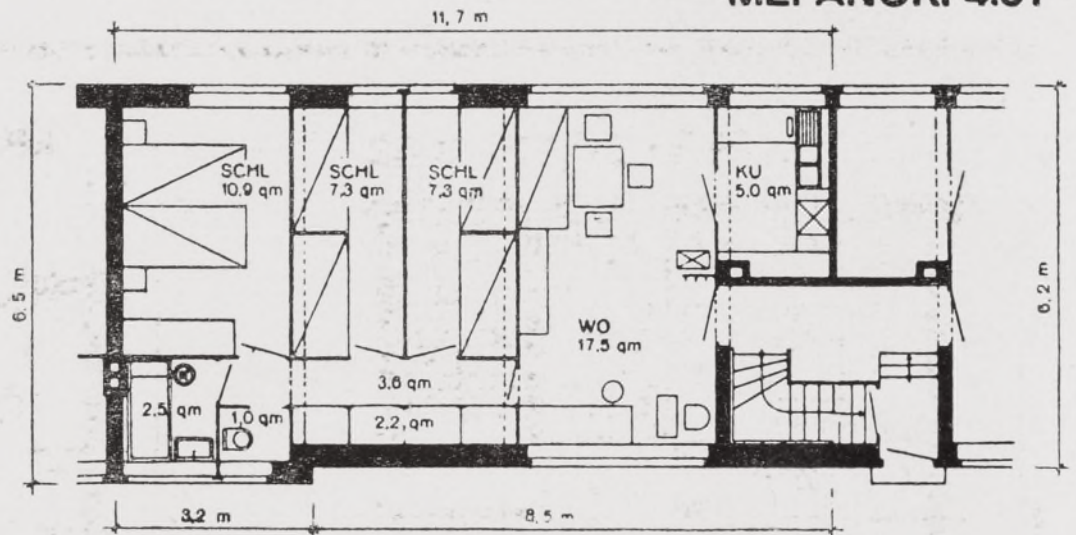 11,7 m
6,5 m
SCHL
10,9 qm
SCHL
7,3 qm
SCHL
7,3 qm
KU
5,0 qm
6,2 m
WO
17,5 qm
3,6 qm
2,5 qm
1,0 qm
2,2 qm
3,2 m
8,5 m